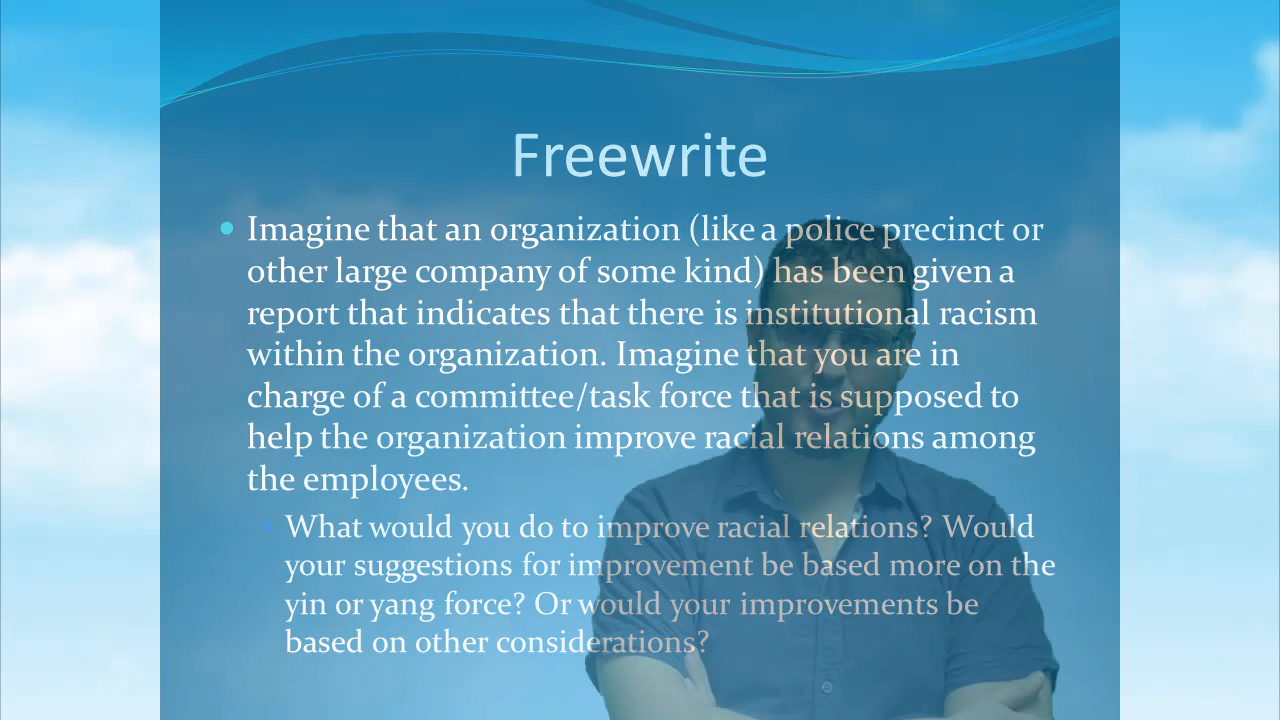 Freewrite
Imagine that an organization (like a police precinct or
other large company of some kind) has been given a
report that indicates that there is institutional racism
within the organization. Imagine that you are in
charge of a committee/task force that is supposed to
help the organization improve racial relations among
the employees.
What would you do to improve racial relations? Would
your suggestions for improvement be based more on the
yin or yang force? Or would your improvements be
based on other considerations?